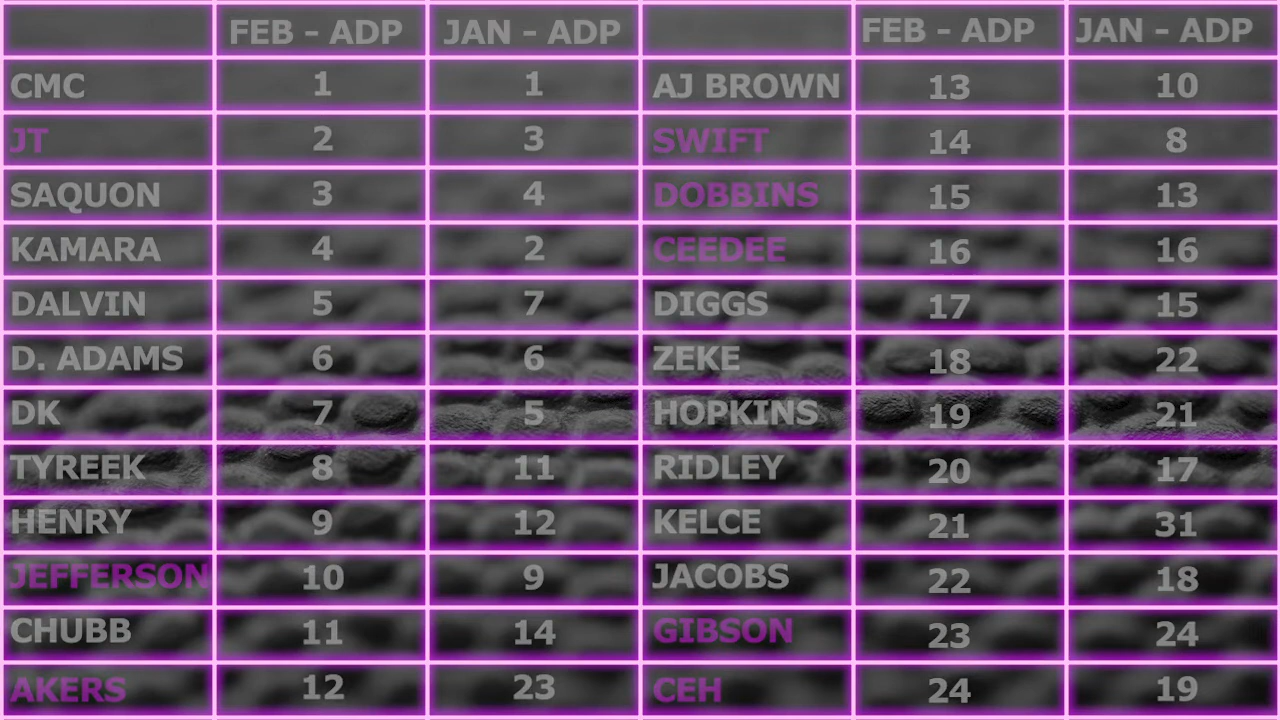 FEB - ADP JAN - ADP FEB - ADP JAN - ADP
CMC 1 1 AJ BROWN 13 10
JT 2 3 SWIFT 14 8
SAQUON 3 4 DOBBINS 15 13
KAMARA 4 2 CEEDEE 16 16
DALVIN 5 7 DIGGS 17 15
D. ADAMS 6 6 ZEKE 18 22
DK 7 5 HOPKINS 19 21
TYREEK 8 11 RIDLEY 20 17
HENRY 9 12 KELCE 21 31
JEFFERSON 10 9 JACOBS 22 18
CHUBB 11 14 GIBSON 23 24
AKERS 12 23 CEH 24 19